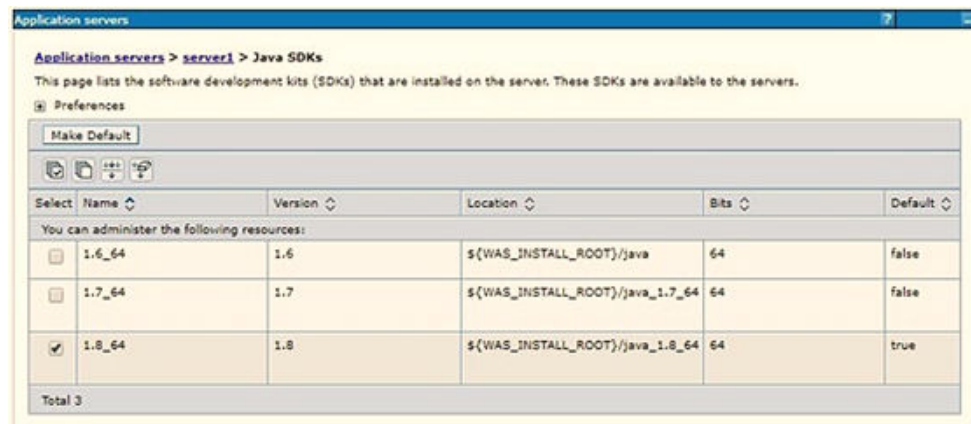 Application servers ?
Application servers > server1 > Java SDKs
This page lists the software development kits (SDKs) that are installed on the server. These SDKs are available to the servers.
Preferences
Make Default
Select Name Version Location Bits Default
You can administer the following resources:
1.6_64 1.6 ${WAS_INSTALL_ROOT}/java 64 false
1.7_64 1.7 ${WAS_INSTALL_ROOT}/java_1.7_64 64 false
1.8_64 1.8 ${WAS_INSTALL_ROOT}/java_1.8_64 64 true
Total 3